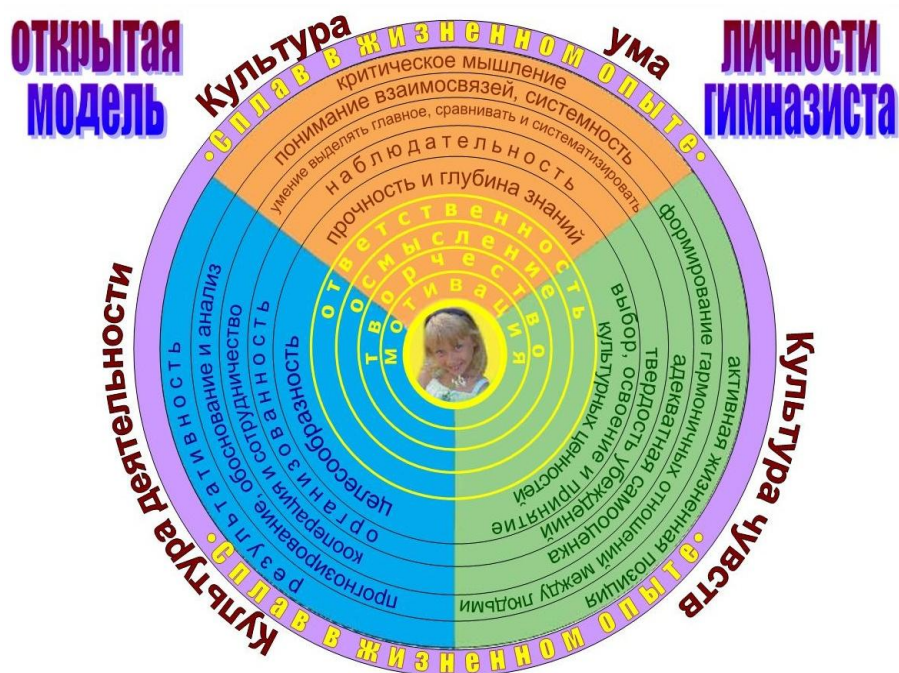 ОТКРЫТАЯ
МОДЕЛЬ
ЛИЧНОСТИ
ГИМНАЗИСТА
Культура ума
• Сплав в жизненном опыте •
критическое мышление
понимание взаимосвязей, системность
умение выделять главное, сравнивать и систематизировать
наблюдательность
прочность и глубина знаний
ответственность
осмысление
творчество
мотивация
Культура чувств
активная жизненная позиция
формирование гармоничных отношений между людьми
адекватная самооценка
твердость убеждений
выбор, освоение и принятие
культурных ценностей
Культура деятельности
результативность
прогнозирование, обоснование и анализ
кооперация и сотрудничество
организованность
целесообразность
• Сплав в жизненном опыте •